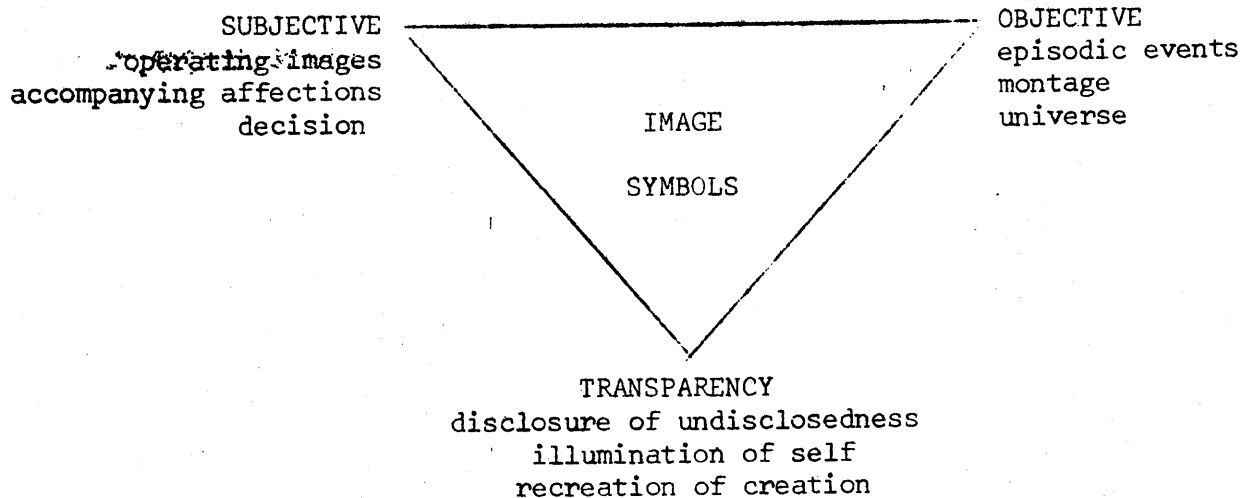 SUBJECTIVE
operating images
accompanying affections
decision
OBJECTIVE
episodic events
montage
universe
IMAGE
SYMBOLS
TRANSPARENCY
disclosure of undisclosedness
illumination of self
recreation of creation